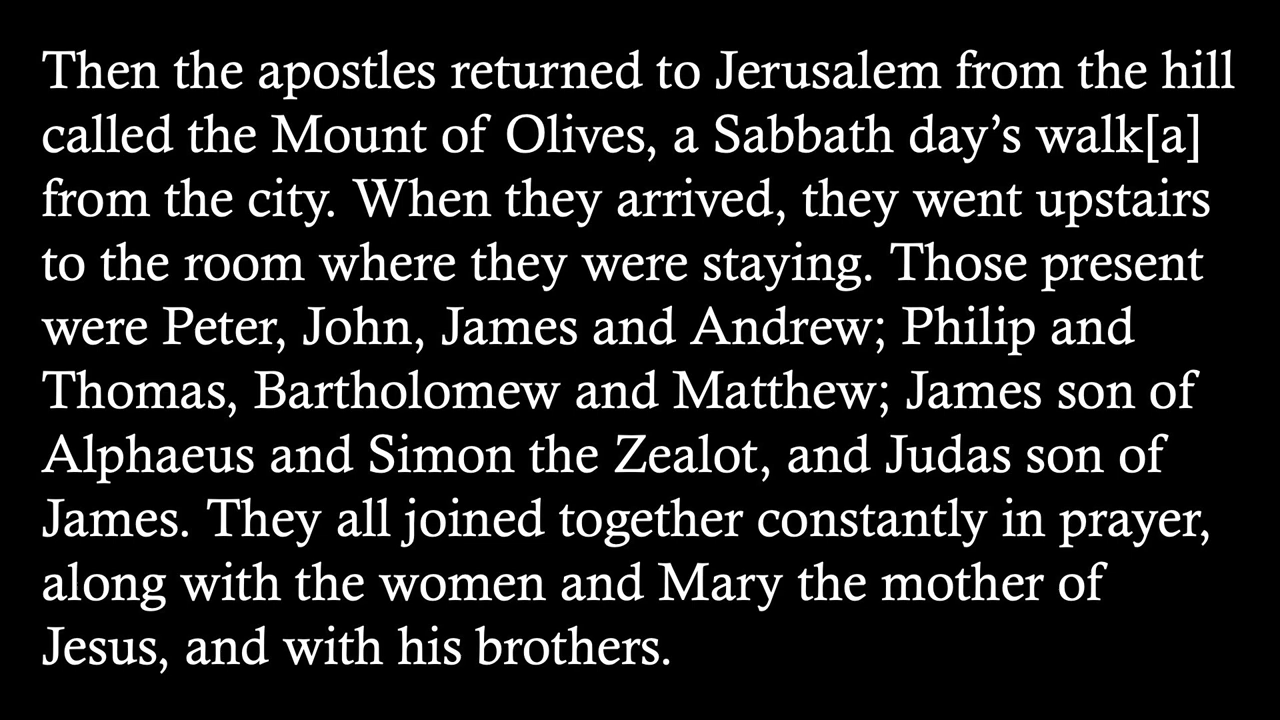 Then the apostles returned to Jerusalem from the hill
called the Mount of Olives, a Sabbath day’s walk[a]
from the city. When they arrived, they went upstairs
to the room where they were staying. Those present
were Peter, John, James and Andrew; Philip and
Thomas, Bartholomew and Matthew; James son of
Alphaeus and Simon the Zealot, and Judas son of
James. They all joined together constantly in prayer,
along with the women and Mary the mother of
Jesus, and with his brothers.